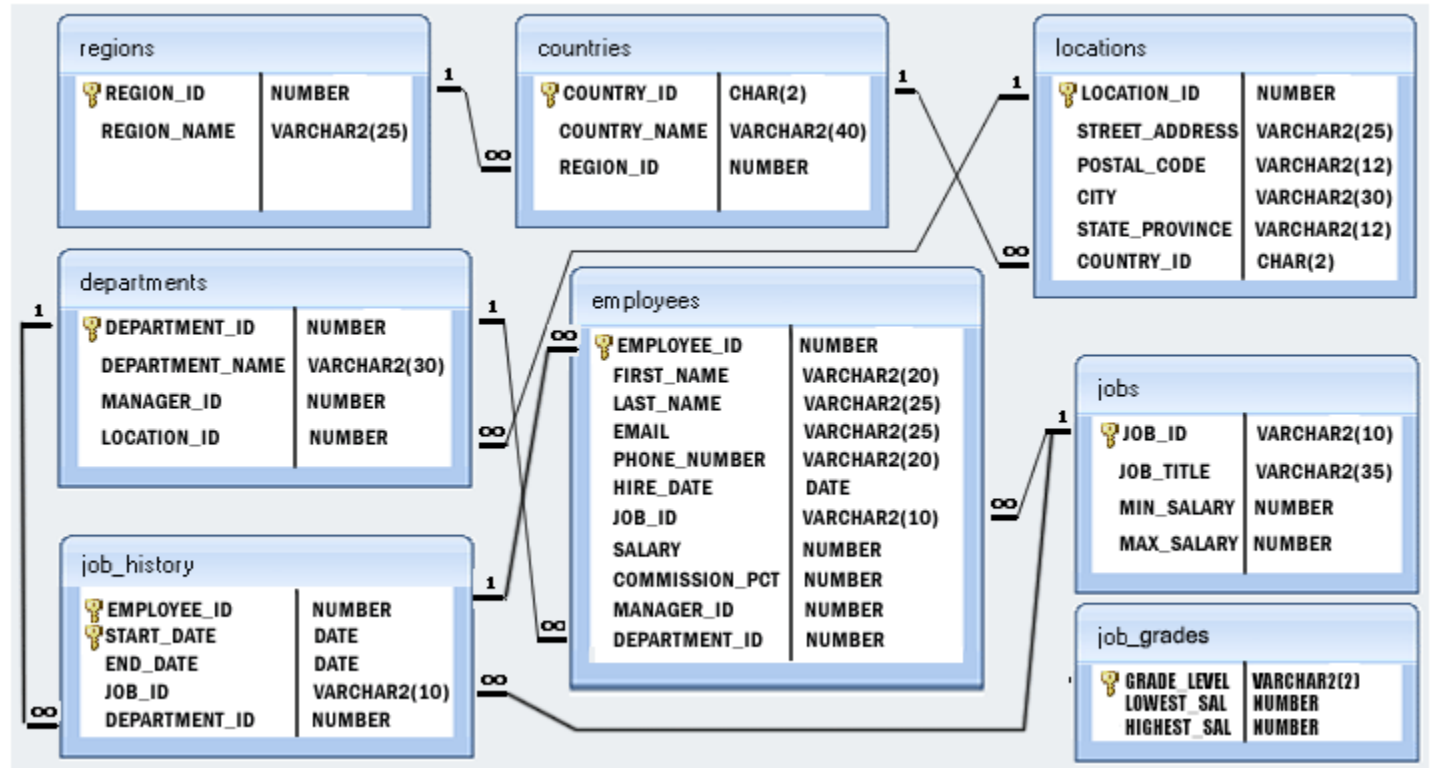 regions
REGION_ID NUMBER
REGION_NAME VARCHAR2(25)
1
∞
countries
COUNTRY_ID CHAR(2)
COUNTRY_NAME VARCHAR2(40)
REGION_ID NUMBER
1
∞
locations
1
LOCATION_ID NUMBER
STREET_ADDRESS VARCHAR2(25)
POSTAL_CODE VARCHAR2(12)
CITY VARCHAR2(30)
STATE_PROVINCE VARCHAR2(12)
COUNTRY_ID CHAR(2)
departments
1
1
DEPARTMENT_ID NUMBER
DEPARTMENT_NAME VARCHAR2(30)
MANAGER_ID NUMBER
LOCATION_ID NUMBER
∞
employees
∞
EMPLOYEE_ID NUMBER
FIRST_NAME VARCHAR2(20)
LAST_NAME VARCHAR2(25)
EMAIL VARCHAR2(25)
PHONE_NUMBER VARCHAR2(20)
HIRE_DATE DATE
JOB_ID VARCHAR2(10)
SALARY NUMBER
COMMISSION_PCT NUMBER
MANAGER_ID NUMBER
DEPARTMENT_ID NUMBER
∞
∞
jobs
1
JOB_ID VARCHAR2(10)
JOB_TITLE VARCHAR2(35)
MIN_SALARY NUMBER
MAX_SALARY NUMBER
job_history
1
EMPLOYEE_ID NUMBER
START_DATE DATE
END_DATE DATE
JOB_ID VARCHAR2(10)
DEPARTMENT_ID NUMBER
∞
∞
job_grades
GRADE_LEVEL VARCHAR2(2)
LOWEST_SAL NUMBER
HIGHEST_SAL NUMBER